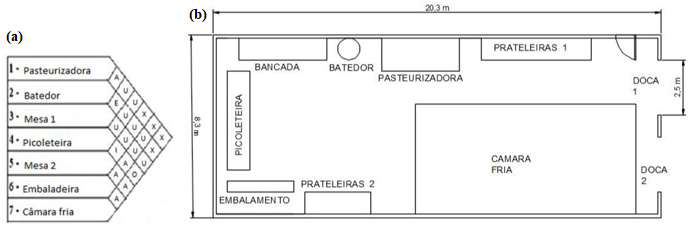 (a)
1 · Pasteurizadora
2 · Batedor
3 · Mesa 1
4 · Picoleteira
5 · Mesa 2
6 · Embaladeira
7 · Câmara fria
(b)
20,3 m
8,3 m
BANCADA
BATEDOR
PASTEURIZADORA
PRATELEIRAS 1
DOCA
1
2,5 m
PICOLETEIRA
CAMARA
FRIA
DOCA
2
EMBALAMENTO
PRATELEIRAS 2